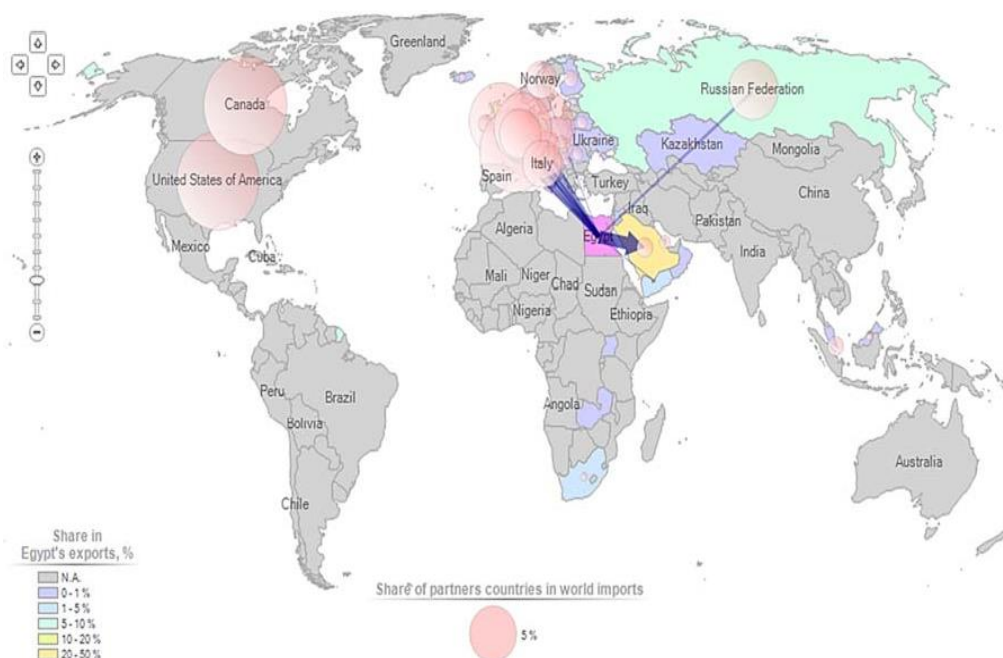 Greenland
Canada
Norway
Russian Federation
Ukraine
Kazakhstan
Mongolia
Italy
Spain
United States of America
Turkey
China
Iraq
Pakistan
Algeria
Egypt
India
Mexico
Cuba
Mali
Niger
Chad
Sudan
Nigeria
Ethiopia
Peru
Brazil
Angola
Bolivia
Australia
Chile
Share in
Egypt's exports, %
N.A.
0 - 1 %
1 - 5 %
5 - 10 %
10 - 20 %
20 - 50 %
Share of partners countries in world imports
5 %